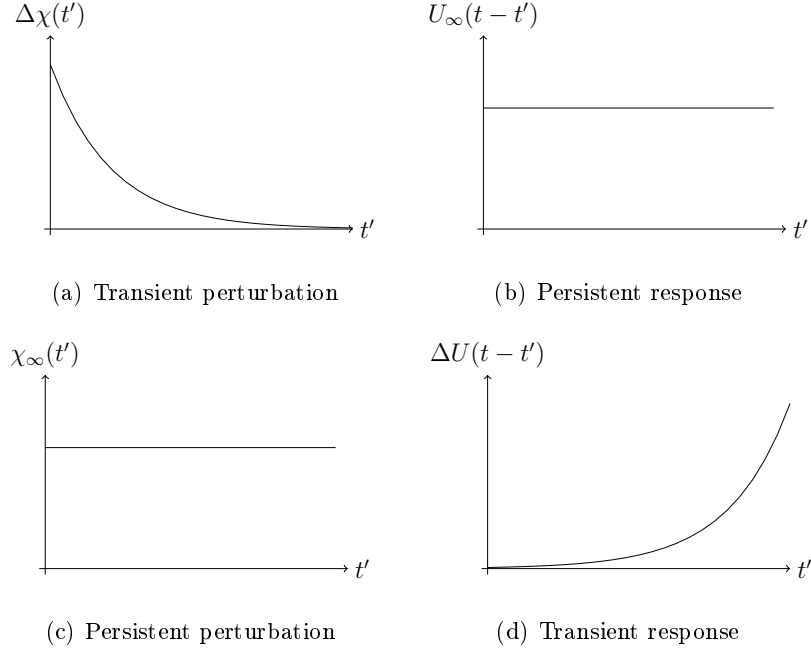 Δχ(t′)
t′
(a) Transient perturbation
U∞(t − t′)
t′
(b) Persistent response
χ∞(t′)
t′
(c) Persistent perturbation
ΔU(t − t′)
t′
(d) Transient response